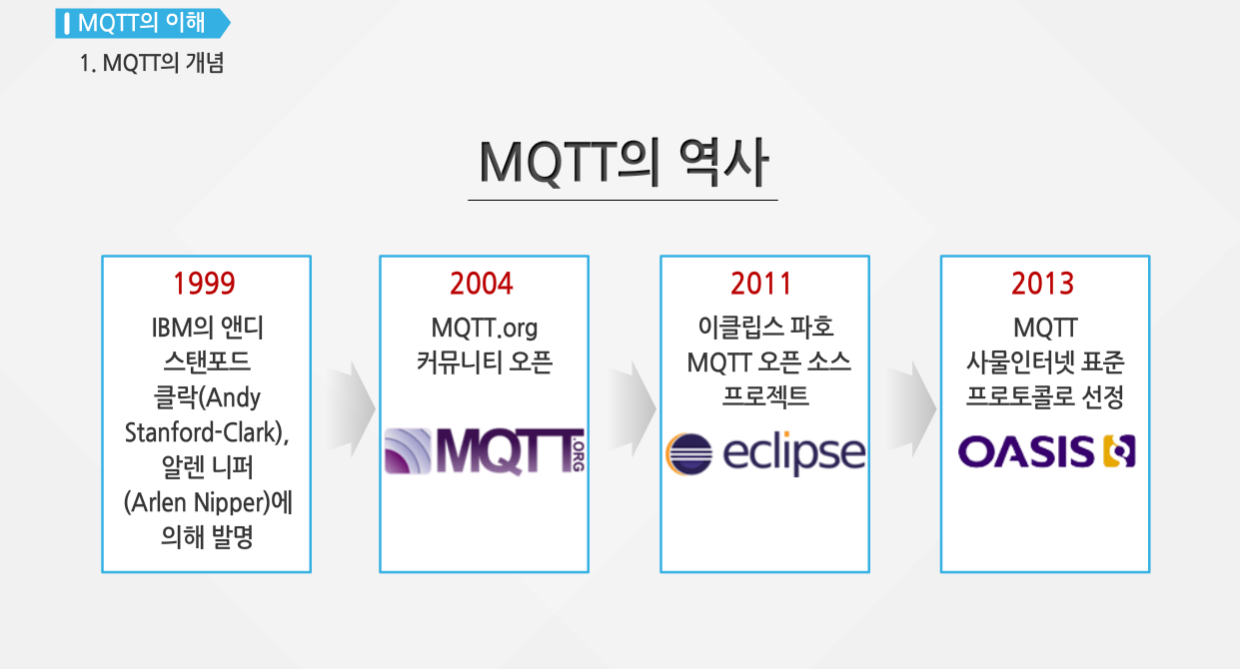 MQTT의 이해
1. MQTT의 개념
MQTT의 역사
1999
IBM의 앤디
스탠포드
클락(Andy
Stanford-Clark),
알렌 니퍼
(Arlen Nipper)에
의해 발명
2004
MQTT.org
커뮤니티 오픈
MQTT.ORG
2011
이클립스 파호
MQTT 오픈 소스
프로젝트
eclipse
2013
MQTT
사물인터넷 표준
프로토콜로 선정
OASIS